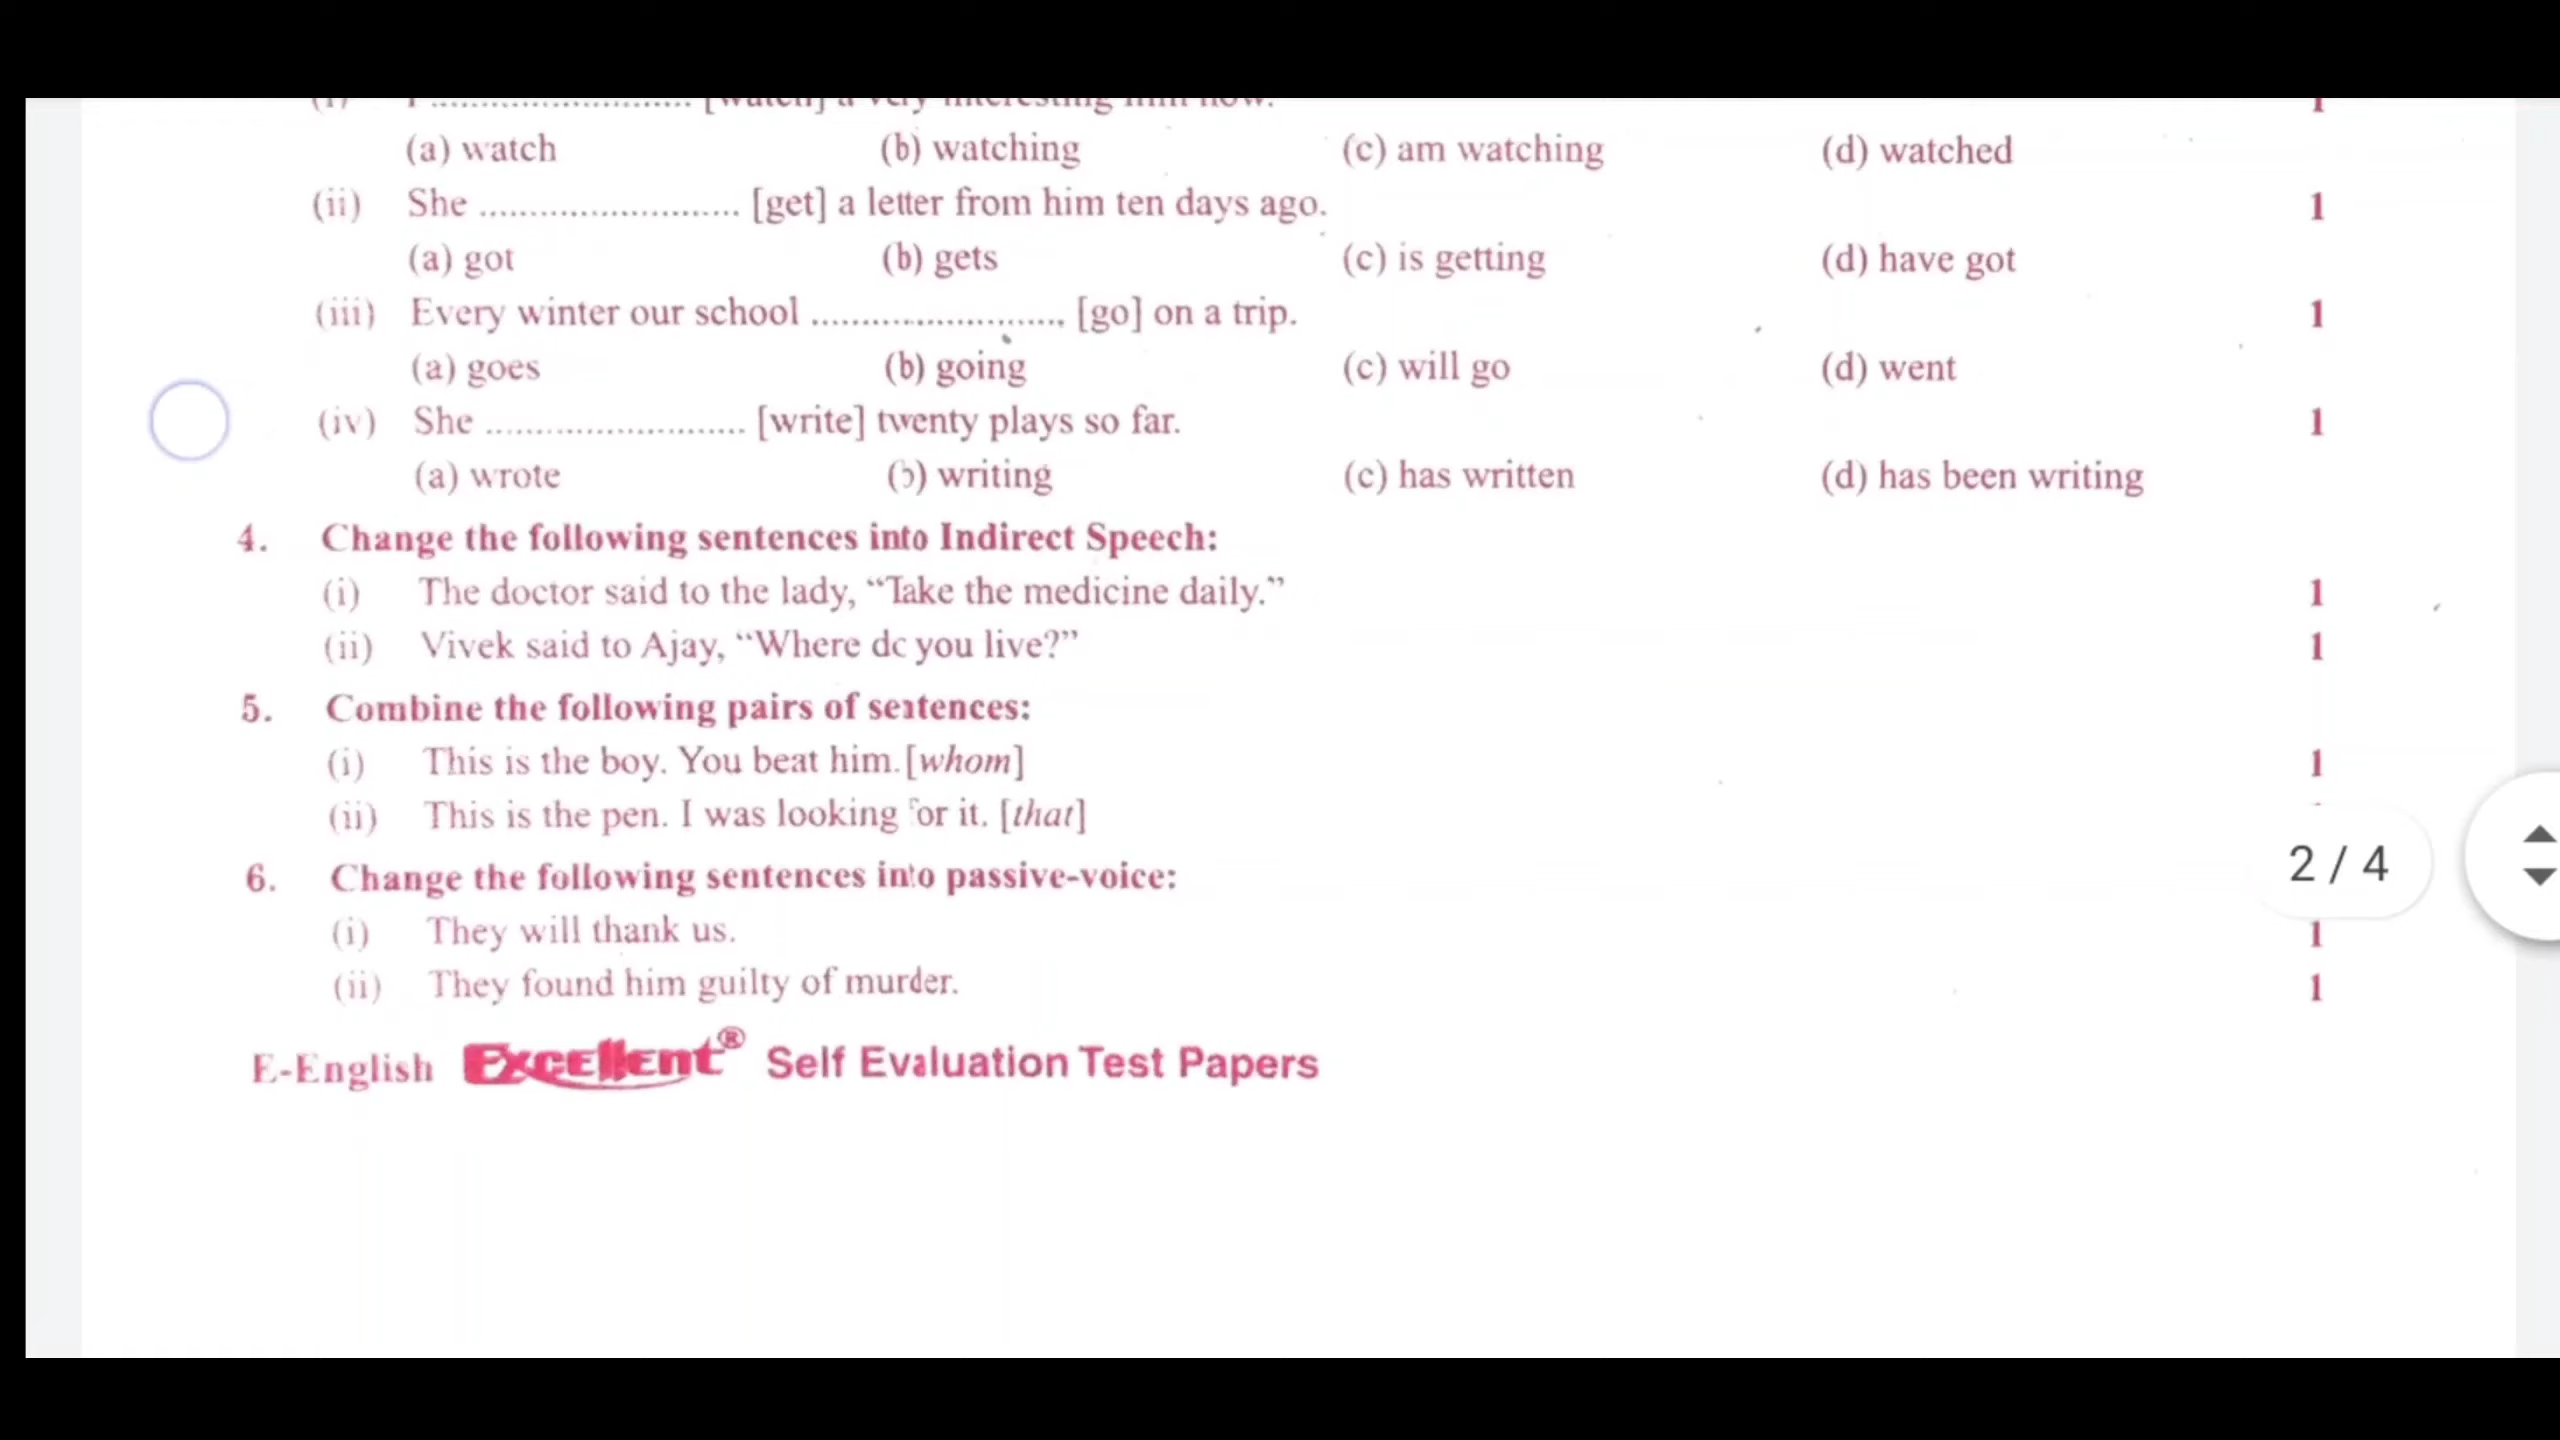 (i) I .......................... [watch] a very interesting film now. 1
(a) watch (b) watching (c) am watching (d) watched
(ii) She .......................... [get] a letter from him ten days ago. 1
(a) got (b) gets (c) is getting (d) have got
(iii) Every winter our school .......................... [go] on a trip. 1
(a) goes (b) going (c) will go (d) went
(iv) She .......................... [write] twenty plays so far. 1
(a) wrote (b) writing (c) has written (d) has been writing
4. Change the following sentences into Indirect Speech:
(i) The doctor said to the lady, “Take the medicine daily.” 1
(ii) Vivek said to Ajay, “Where do you live?” 1
5. Combine the following pairs of sentences:
(i) This is the boy. You beat him. [whom] 1
(ii) This is the pen. I was looking for it. [that]
2 / 4
6. Change the following sentences into passive-voice:
(i) They will thank us. 1
(ii) They found him guilty of murder. 1
E-English Excellent® Self Evaluation Test Papers